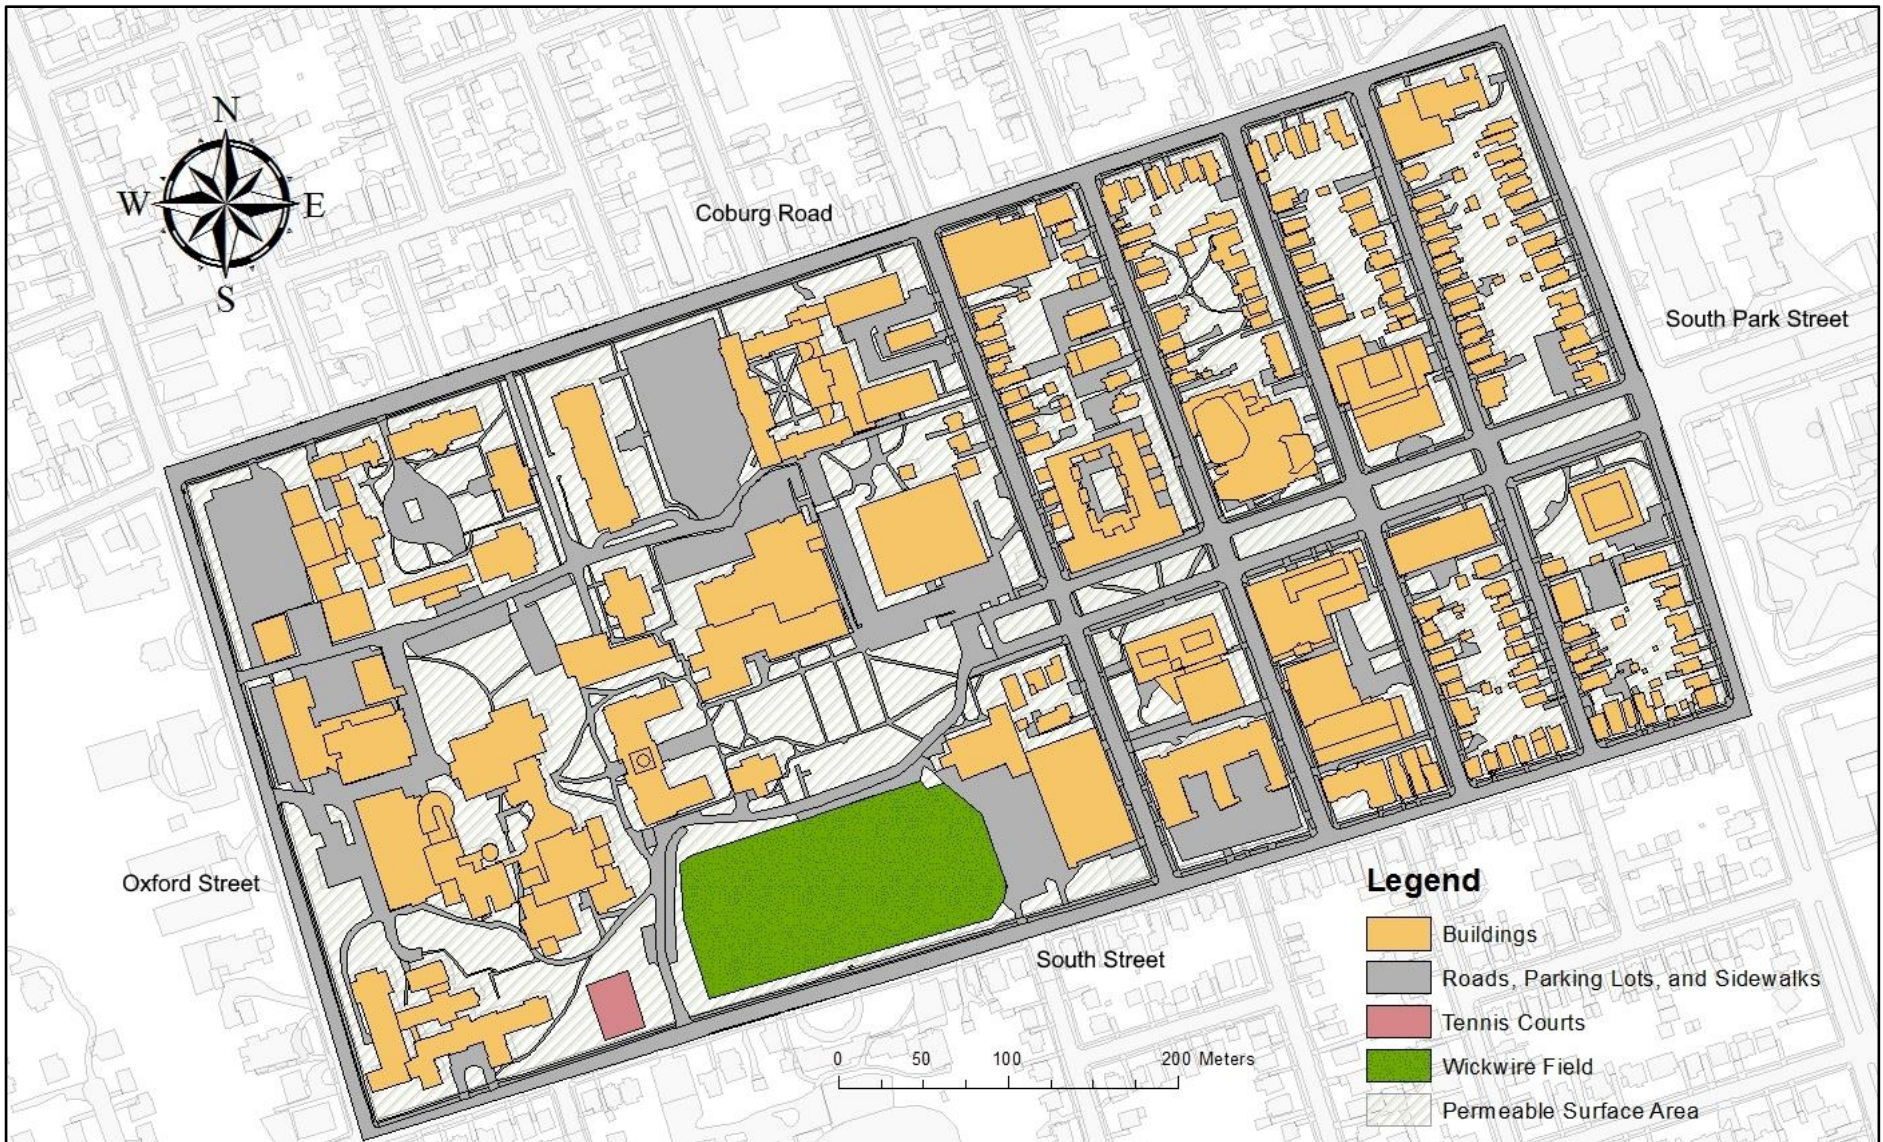 N
W
E
S
Coburg Road
South Park Street
Oxford Street
South Street
0 50 100 200 Meters
Legend
Buildings
Roads, Parking Lots, and Sidewalks
Tennis Courts
Wickwire Field
Permeable Surface Area